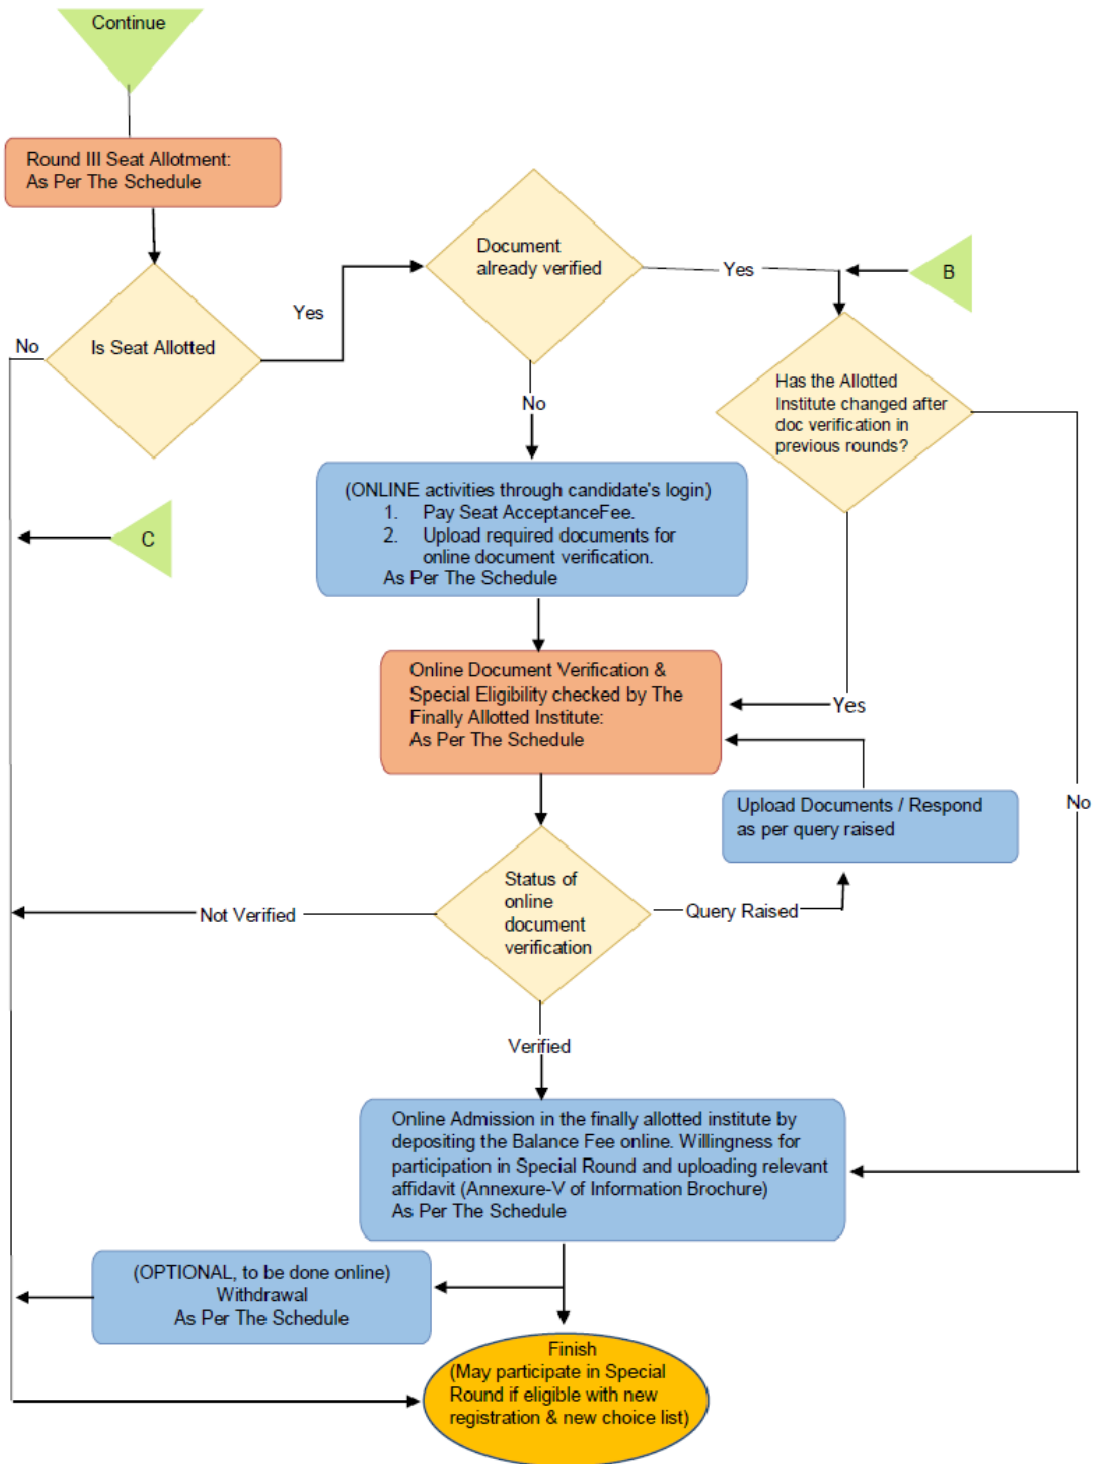 Continue
Round III Seat Allotment:
As Per The Schedule
Document
already verified
Yes
B
Yes
No
Is Seat Allotted
Has the Allotted
Institute changed after
doc verification in
previous rounds?
No
(ONLINE activities through candidate's login)
1. Pay Seat AcceptanceFee.
2. Upload required documents for
online document verification.
As Per The Schedule
C
Online Document Verification &
Special Eligibility checked by The
Finally Allotted Institute:
As Per The Schedule
Yes
Upload Documents / Respond
as per query raised
No
Status of
online
document
verification
Not Verified
Query Raised
Verified
Online Admission in the finally allotted institute by
depositing the Balance Fee online. Willingness for
participation in Special Round and uploading relevant
affidavit (Annexure-V of Information Brochure)
As Per The Schedule
(OPTIONAL, to be done online)
Withdrawal
As Per The Schedule
Finish
(May participate in Special
Round if eligible with new
registration & new choice list)